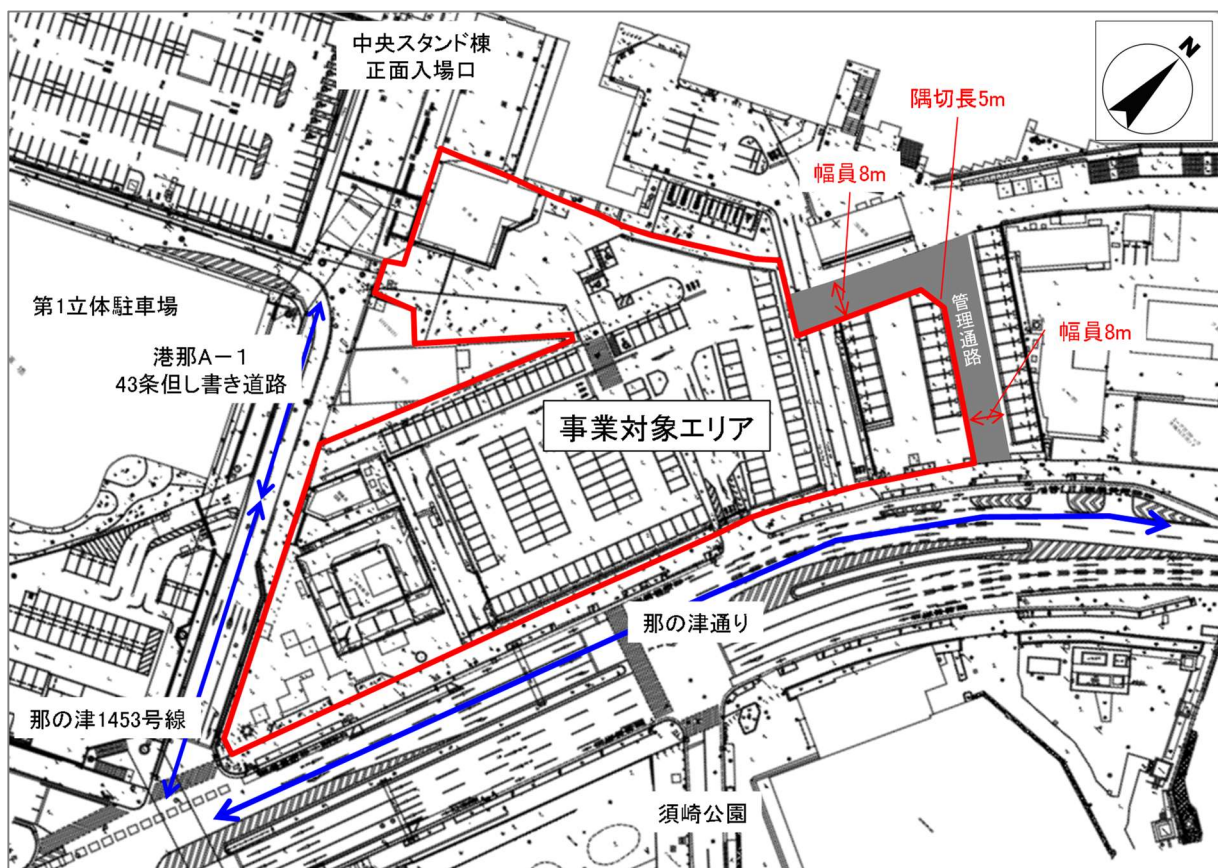 中央スタンド棟
正面入場口
N
隅切長5m
幅員8m
第1立体駐車場
管理通路
幅員8m
港那A－1
43条但し書き道路
事業対象エリア
那の津通り
那の津1453号線
須崎公園